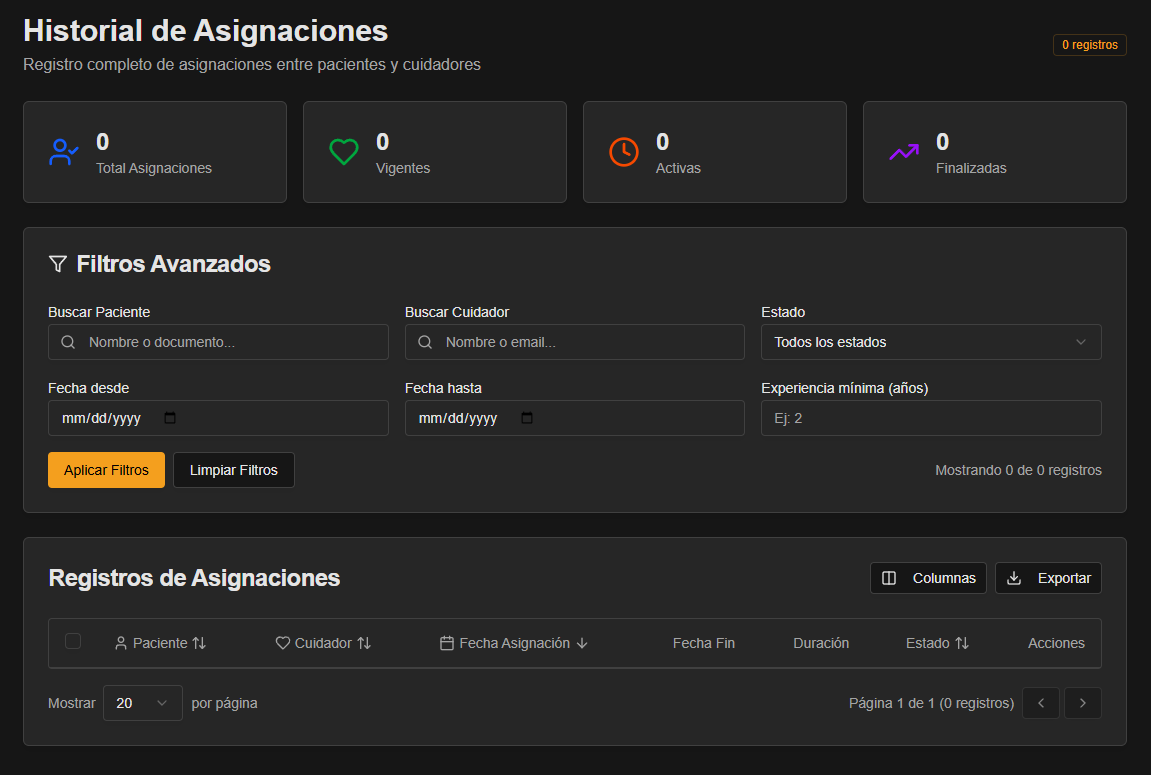 Historial de Asignaciones
0 registros
Registro completo de asignaciones entre pacientes y cuidadores
0
Total Asignaciones
0
Vigentes
0
Activas
0
Finalizadas
Filtros Avanzados
Buscar Paciente
Nombre o documento...
Buscar Cuidador
Nombre o email...
Estado
Todos los estados
Fecha desde
mm/dd/yyyy
Fecha hasta
mm/dd/yyyy
Experiencia mínima (años)
Ej: 2
Aplicar Filtros
Limpiar Filtros
Mostrando 0 de 0 registros
Registros de Asignaciones
Columnas
Exportar
Paciente
Cuidador
Fecha Asignación
Fecha Fin
Duración
Estado
Acciones
Mostrar 20 por página
Página 1 de 1 (0 registros)